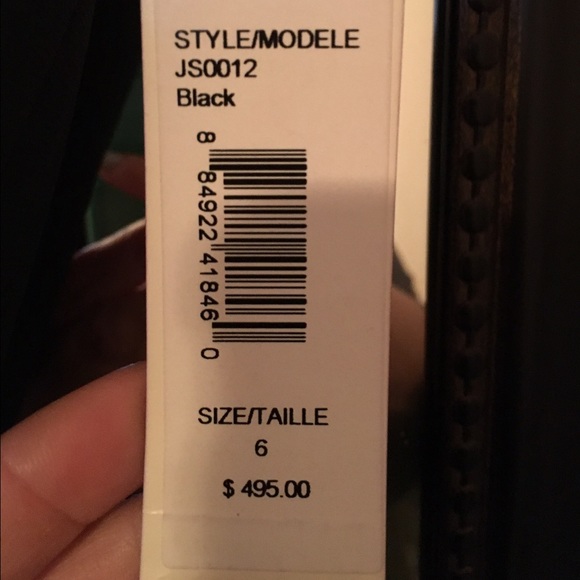 STYLE/MODELE
JS0012
Black
8 84922 41846 0
SIZE/TAILLE
6
$ 495.00